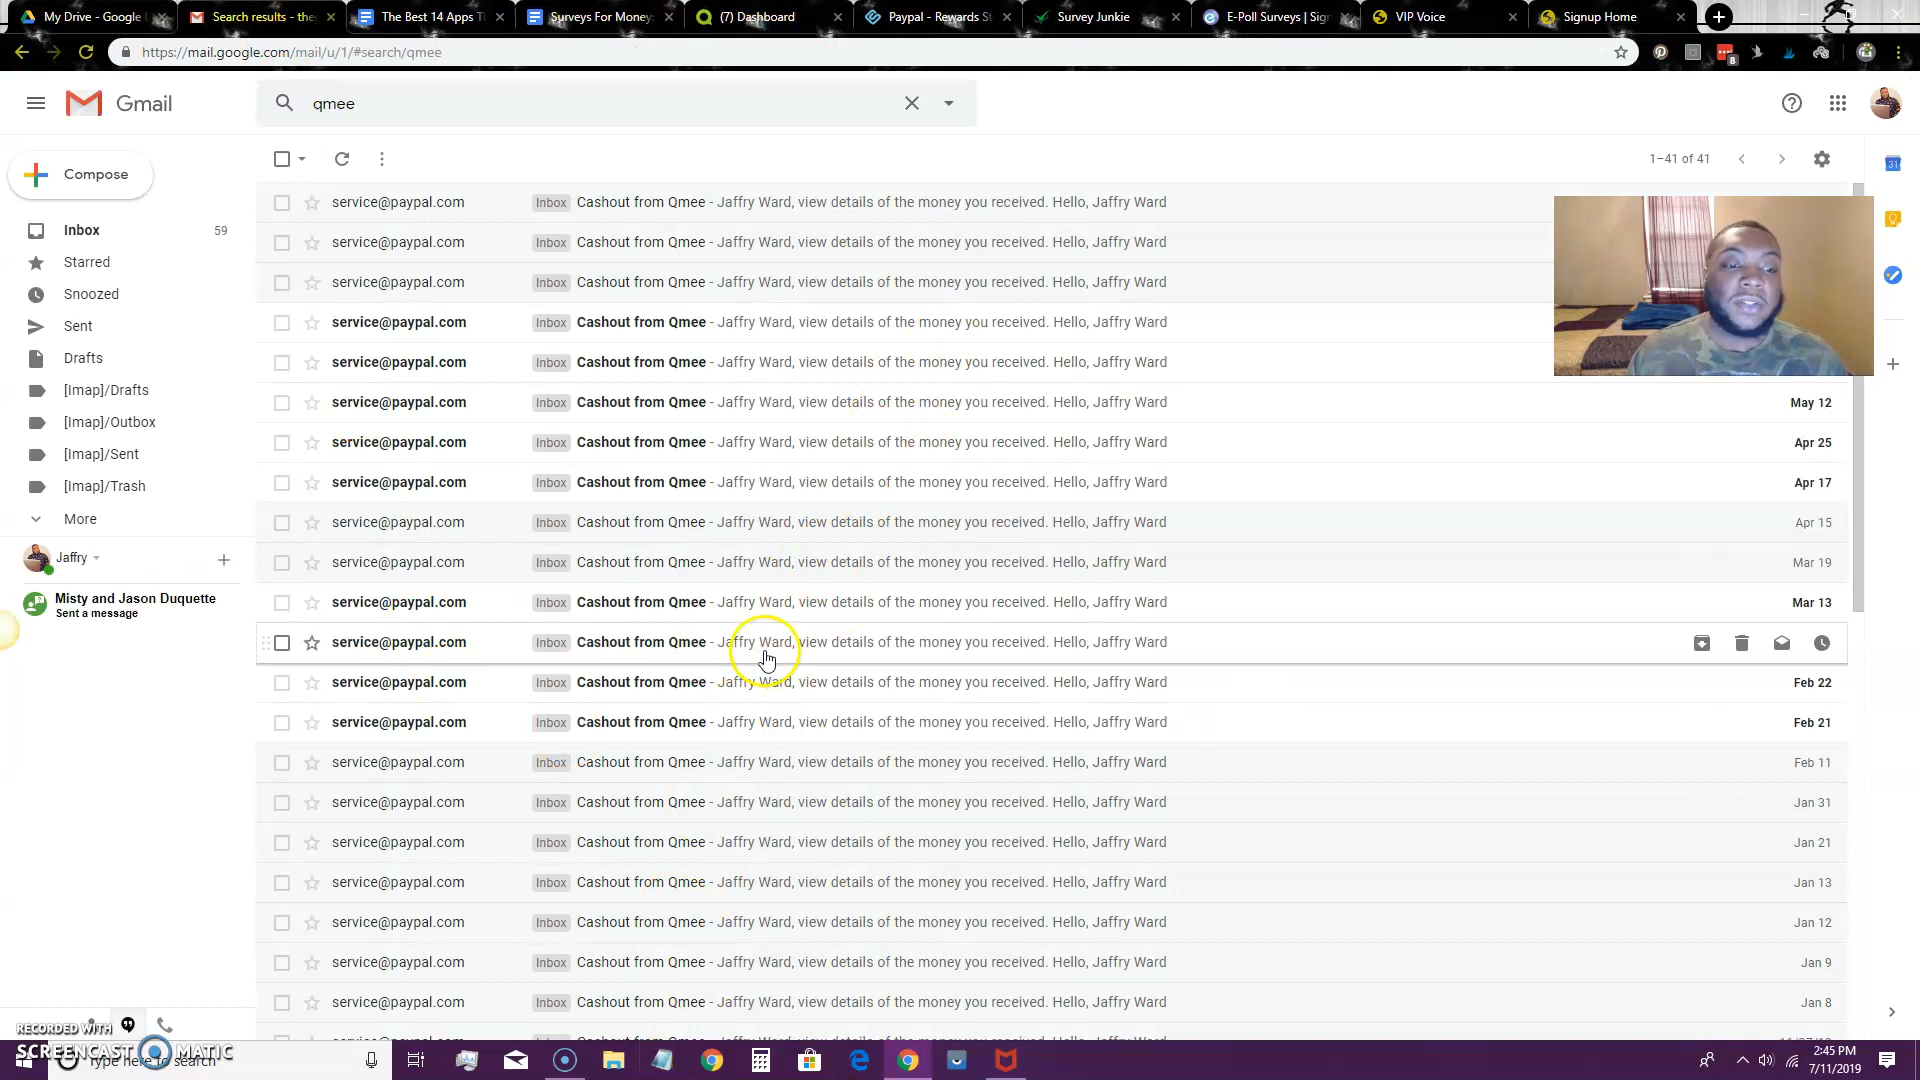 My Drive - Google
Search results - the
The Best 14 Apps T
Surveys For Money:
(7) Dashboard
Paypal - Rewards S
Survey Junkie
E-Poll Surveys | Sig
VIP Voice
Signup Home
https://mail.google.com/mail/u/1/#search/qmee
8
Gmail
qmee
Compose
1–41 of 41
31
Inbox 59
Starred
Snoozed
Sent
Drafts
[Imap]/Drafts
[Imap]/Outbox
[Imap]/Sent
[Imap]/Trash
More
Jaffry
Misty and Jason Duquette
Sent a message
service@paypal.com Inbox Cashout from Qmee - Jaffry Ward, view details of the money you received. Hello, Jaffry Ward
service@paypal.com Inbox Cashout from Qmee - Jaffry Ward, view details of the money you received. Hello, Jaffry Ward
service@paypal.com Inbox Cashout from Qmee - Jaffry Ward, view details of the money you received. Hello, Jaffry Ward
service@paypal.com Inbox Cashout from Qmee - Jaffry Ward, view details of the money you received. Hello, Jaffry Ward
service@paypal.com Inbox Cashout from Qmee - Jaffry Ward, view details of the money you received. Hello, Jaffry Ward
service@paypal.com Inbox Cashout from Qmee - Jaffry Ward, view details of the money you received. Hello, Jaffry Ward May 12
service@paypal.com Inbox Cashout from Qmee - Jaffry Ward, view details of the money you received. Hello, Jaffry Ward Apr 25
service@paypal.com Inbox Cashout from Qmee - Jaffry Ward, view details of the money you received. Hello, Jaffry Ward Apr 17
service@paypal.com Inbox Cashout from Qmee - Jaffry Ward, view details of the money you received. Hello, Jaffry Ward Apr 15
service@paypal.com Inbox Cashout from Qmee - Jaffry Ward, view details of the money you received. Hello, Jaffry Ward Mar 19
service@paypal.com Inbox Cashout from Qmee - Jaffry Ward, view details of the money you received. Hello, Jaffry Ward Mar 13
service@paypal.com Inbox Cashout from Qmee - Jaffry Ward, view details of the money you received. Hello, Jaffry Ward
service@paypal.com Inbox Cashout from Qmee - Jaffry Ward, view details of the money you received. Hello, Jaffry Ward Feb 22
service@paypal.com Inbox Cashout from Qmee - Jaffry Ward, view details of the money you received. Hello, Jaffry Ward Feb 21
service@paypal.com Inbox Cashout from Qmee - Jaffry Ward, view details of the money you received. Hello, Jaffry Ward Feb 11
service@paypal.com Inbox Cashout from Qmee - Jaffry Ward, view details of the money you received. Hello, Jaffry Ward Jan 31
service@paypal.com Inbox Cashout from Qmee - Jaffry Ward, view details of the money you received. Hello, Jaffry Ward Jan 21
service@paypal.com Inbox Cashout from Qmee - Jaffry Ward, view details of the money you received. Hello, Jaffry Ward Jan 13
service@paypal.com Inbox Cashout from Qmee - Jaffry Ward, view details of the money you received. Hello, Jaffry Ward Jan 12
service@paypal.com Inbox Cashout from Qmee - Jaffry Ward, view details of the money you received. Hello, Jaffry Ward Jan 9
service@paypal.com Inbox Cashout from Qmee - Jaffry Ward, view details of the money you received. Hello, Jaffry Ward Jan 8
RECORDED WITH
SCREENCAST MATIC
Type here to search
2:45 PM
7/11/2019